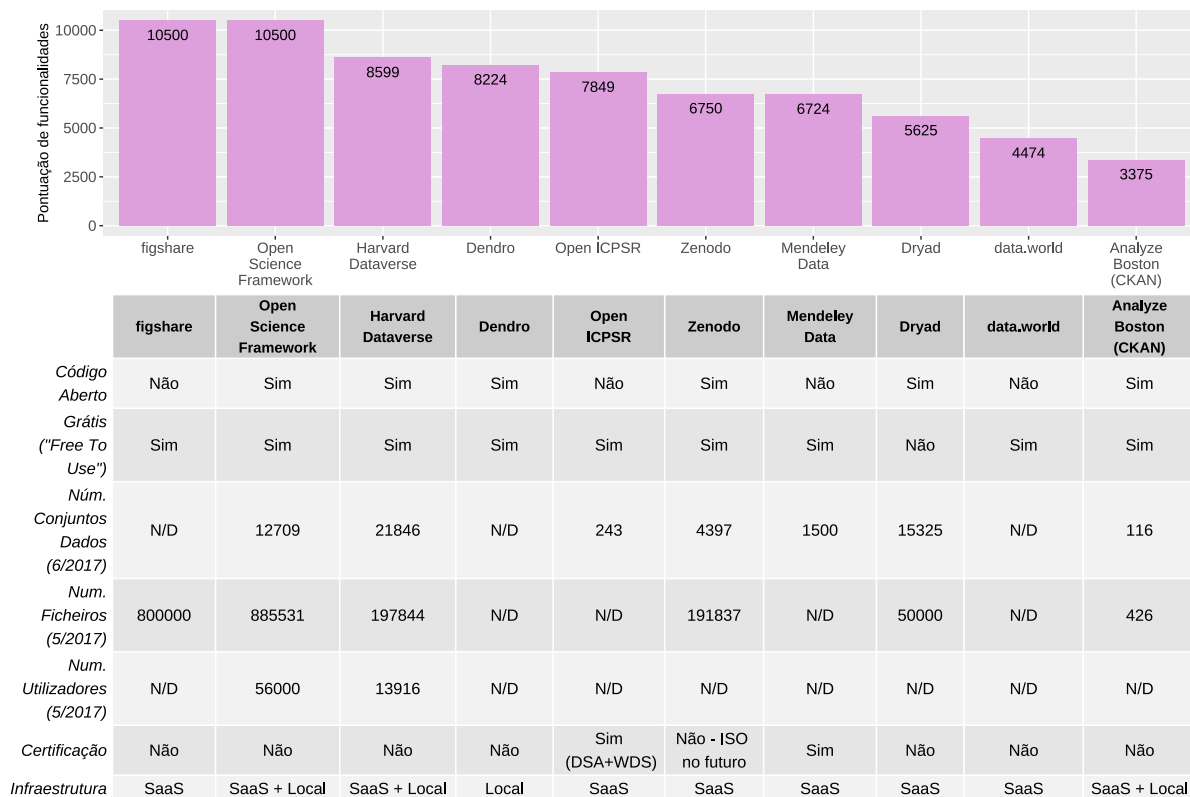 Pontuação de funcionalidades
10000
7500
5000
2500
0
10500
10500
8599
8224
7849
6750
6724
5625
4474
3375
figshare
Open
Science
Framework
Harvard
Dataverse
Dendro
Open ICPSR
Zenodo
Mendeley
Data
Dryad
data.world
Analyze
Boston
(CKAN)
figshare
Open
Science
Framework
Harvard
Dataverse
Dendro
Open
ICPSR
Zenodo
Mendeley
Data
Dryad
data.world
Analyze
Boston
(CKAN)
Código
Aberto
Não Sim Sim Sim Não Sim Não Sim Não Sim
Grátis
("Free To
Use")
Sim Sim Sim Sim Sim Sim Sim Não Sim Sim
Núm.
Conjuntos
Dados
(6/2017)
N/D 12709 21846 N/D 243 4397 1500 15325 N/D 116
Num.
Ficheiros
(5/2017)
800000 885531 197844 N/D N/D 191837 N/D 50000 N/D 426
Num.
Utilizadores
(5/2017)
N/D 56000 13916 N/D N/D N/D N/D N/D N/D N/D
Certificação
Não
Não
Não
Não
Sim
(DSA+WDS)
Não - ISO
no futuro
Sim
Não
Não
Não
Infraestrutura SaaS SaaS + Local SaaS + Local Local SaaS SaaS SaaS SaaS SaaS SaaS + Local